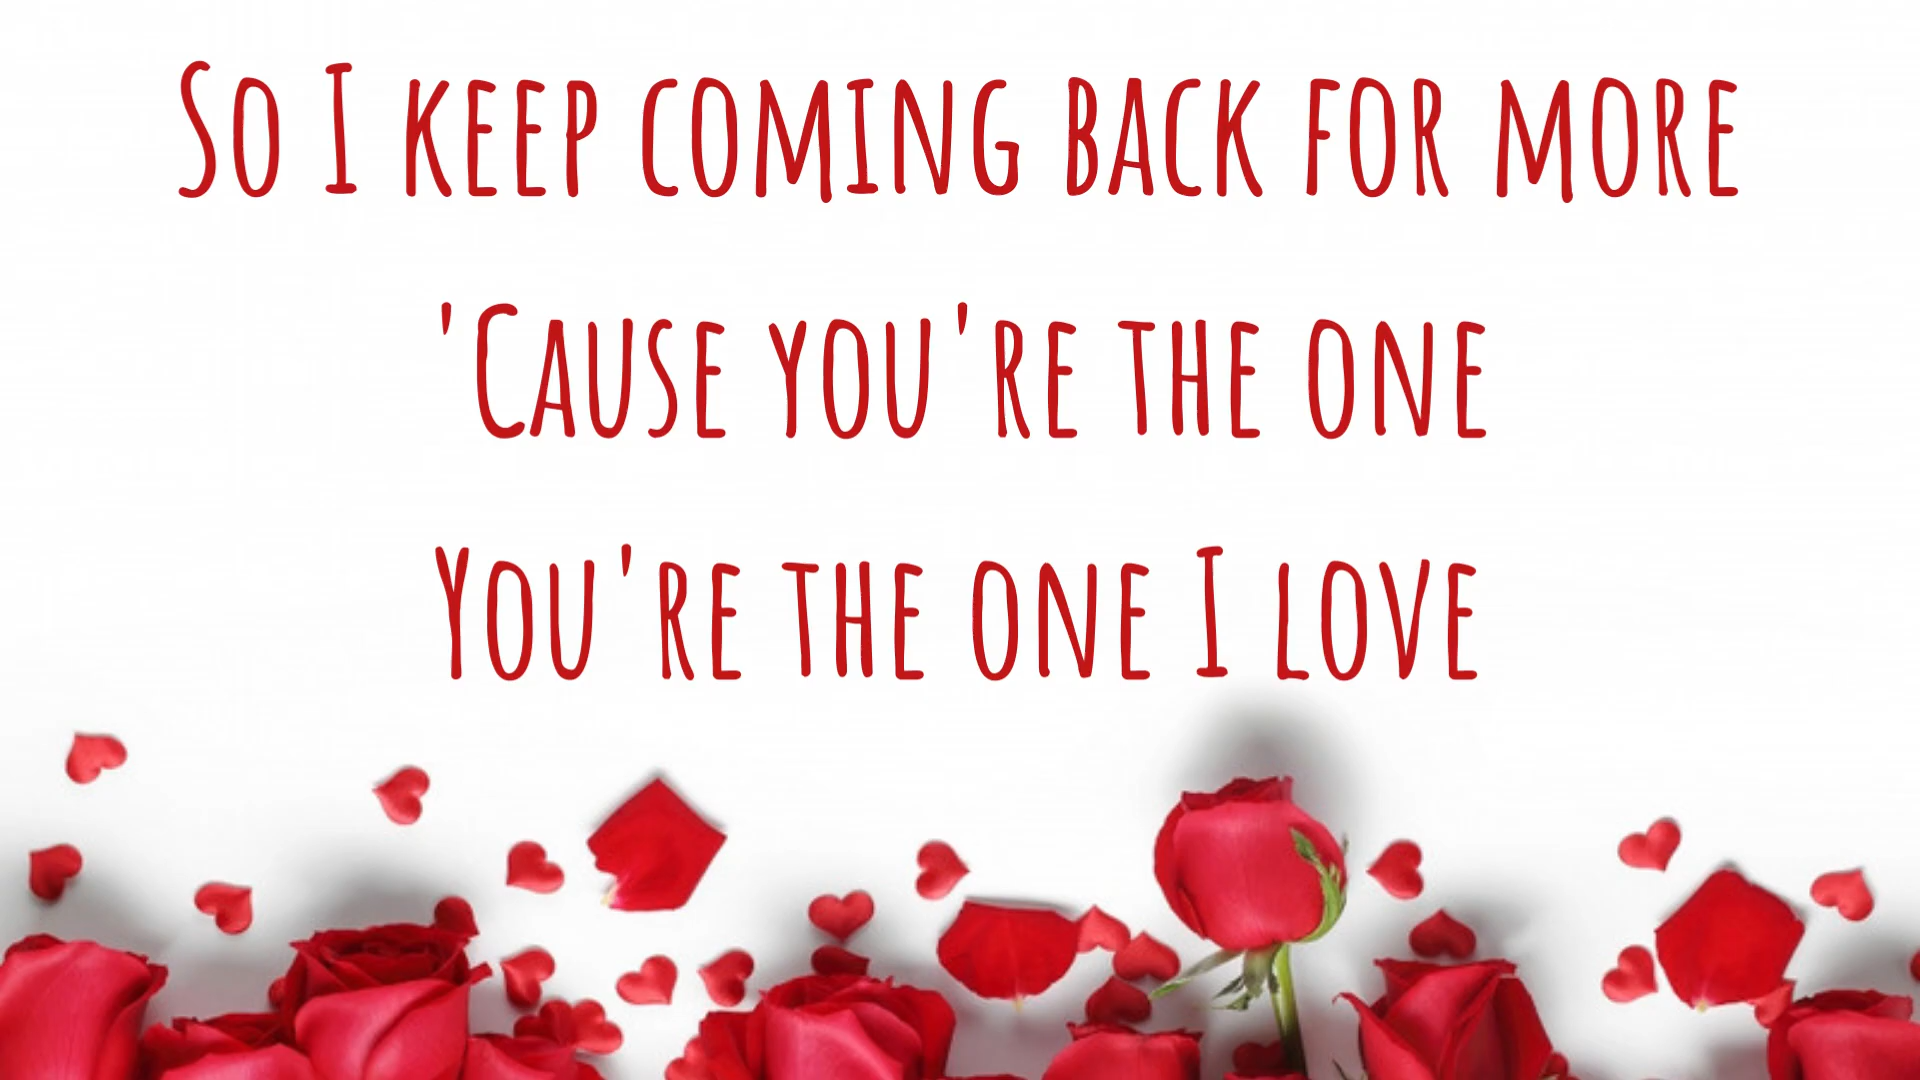 So I keep coming back for more
'Cause you're the one
You're the one I love